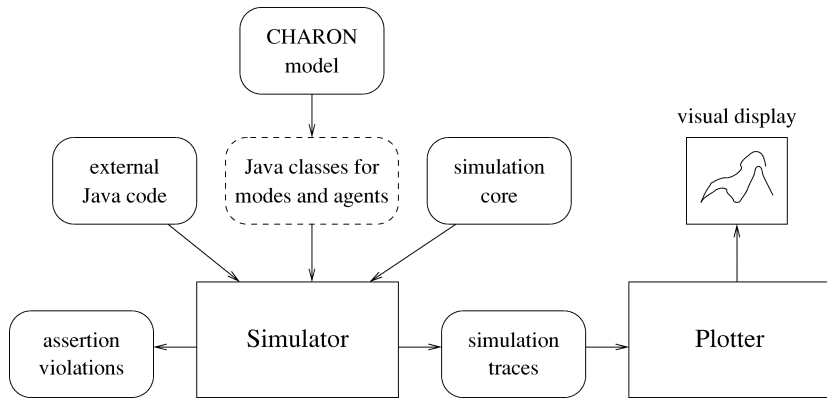 CHARON
model
visual display
external
Java code
Java classes for
modes and agents
simulation
core
assertion
violations
Simulator
simulation
traces
Plotter